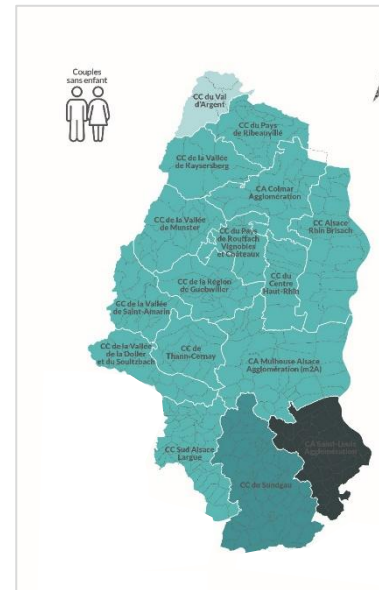 Couples
sans enfant
CC du Val
d'Argent
CC du Pays
de Ribeauvillé
CC de la Vallée
de Kaysersberg
CA Colmar
Agglomération
CC de la Vallée
de Munster
CC du Pays
de Rouffach
Vignobles
et Châteaux
CC Alsace
Rhin Brisach
CC de la Région
de Guebwiller
CC du
Centre
Haut-Rhin
CC de la Vallée
de Saint-Amarin
CC de la Vallée
de la Doller
et du Soultzbach
CC de
Thann-Cernay
CA Mulhouse Alsace
Agglomération (m2A)
CC Sud Alsace
Largue
CA Saint-Louis
Agglomération
CC de Sundgau